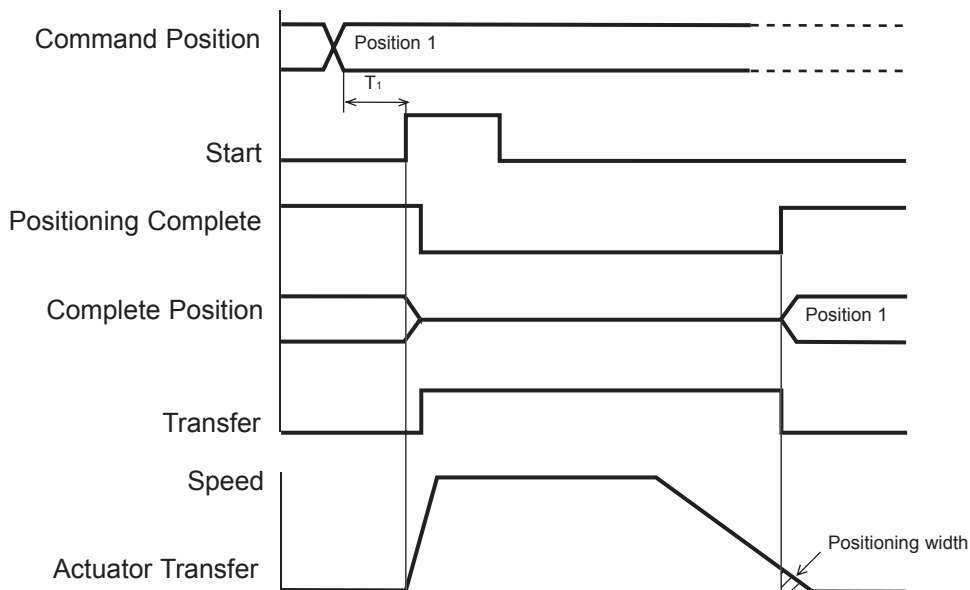 Command Position
Position 1
T₁
Start
Positioning Complete
Complete Position
Position 1
Transfer
Speed
Positioning width
Actuator Transfer